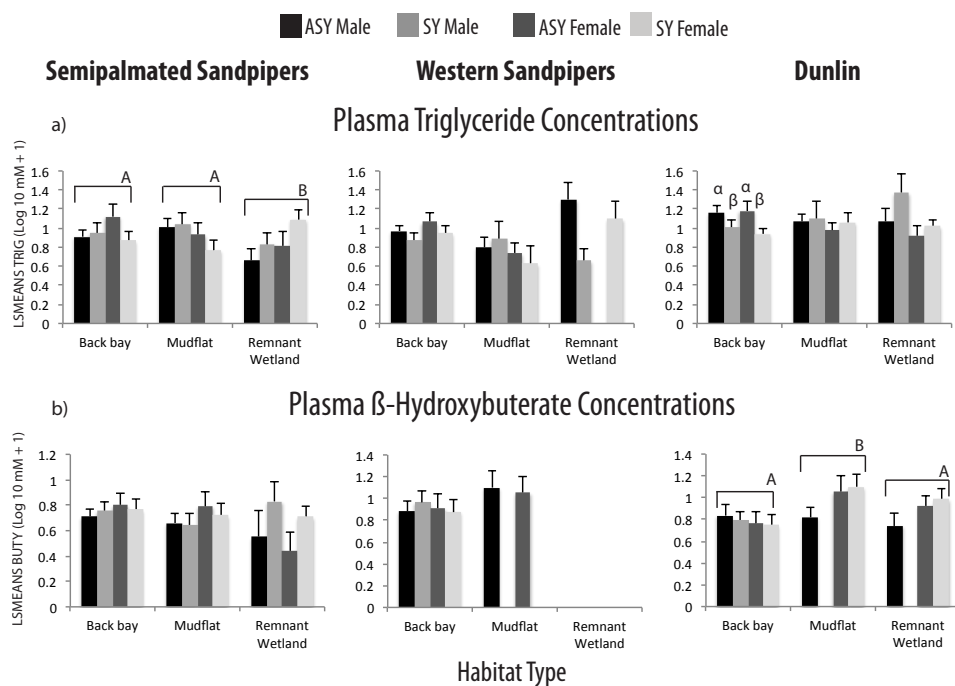 ASY Male SY Male ASY Female SY Female
Semipalmated Sandpipers Western Sandpipers Dunlin
a) Plasma Triglyceride Concentrations
LSMEANS TRIG (Log 10 mM + 1)
1.6
1.4
1.2
1
0.8
0.6
0.4
0.2
0
A A B
Back bay Mudflat Remnant
Wetland
1.6
1.4
1.2
1
0.8
0.6
0.4
0.2
0
Back bay Mudflat Remnant
Wetland
1.6
1.4
1.2
1
0.8
0.6
0.4
0.2
0
α β α β
Back bay Mudflat Remnant
Wetland
b) Plasma ß-Hydroxybuterate Concentrations
LSMEANS BUTY (Log 10 mM + 1)
1.2
1
0.8
0.6
0.4
0.2
0
Back bay Mudflat Remnant
Wetland
1.4
1.2
1
0.8
0.6
0.4
0.2
0
Back bay Mudflat Remnant
Wetland
1.4
1.2
1
0.8
0.6
0.4
0.2
0
A B A
Back bay Mudflat Remnant
Wetland
Habitat Type